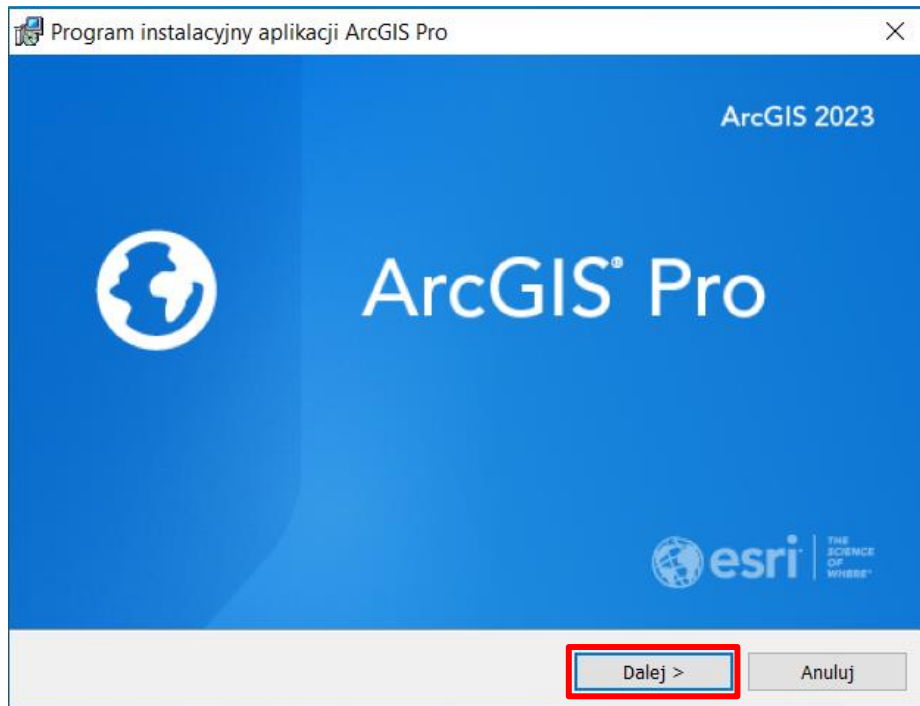 Program instalacyjny aplikacji ArcGIS Pro
ArcGIS 2023
ArcGIS® Pro
esri
THE
SCIENCE
OF
WHERE®
Dalej >
Anuluj